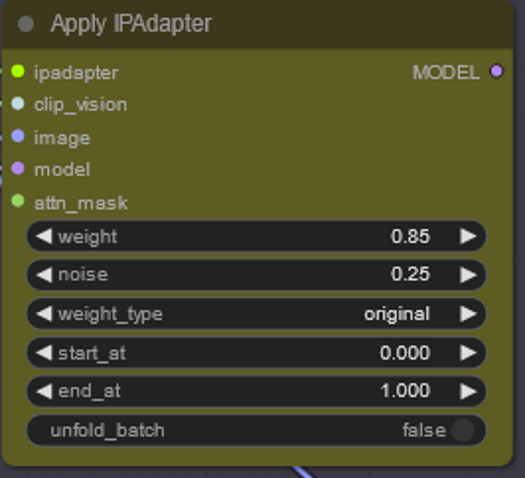 Apply IPAdapter
ipadapter MODEL
clip_vision
image
model
attn_mask
weight 0.85
noise 0.25
weight_type original
start_at 0.000
end_at 1.000
unfold_batch false